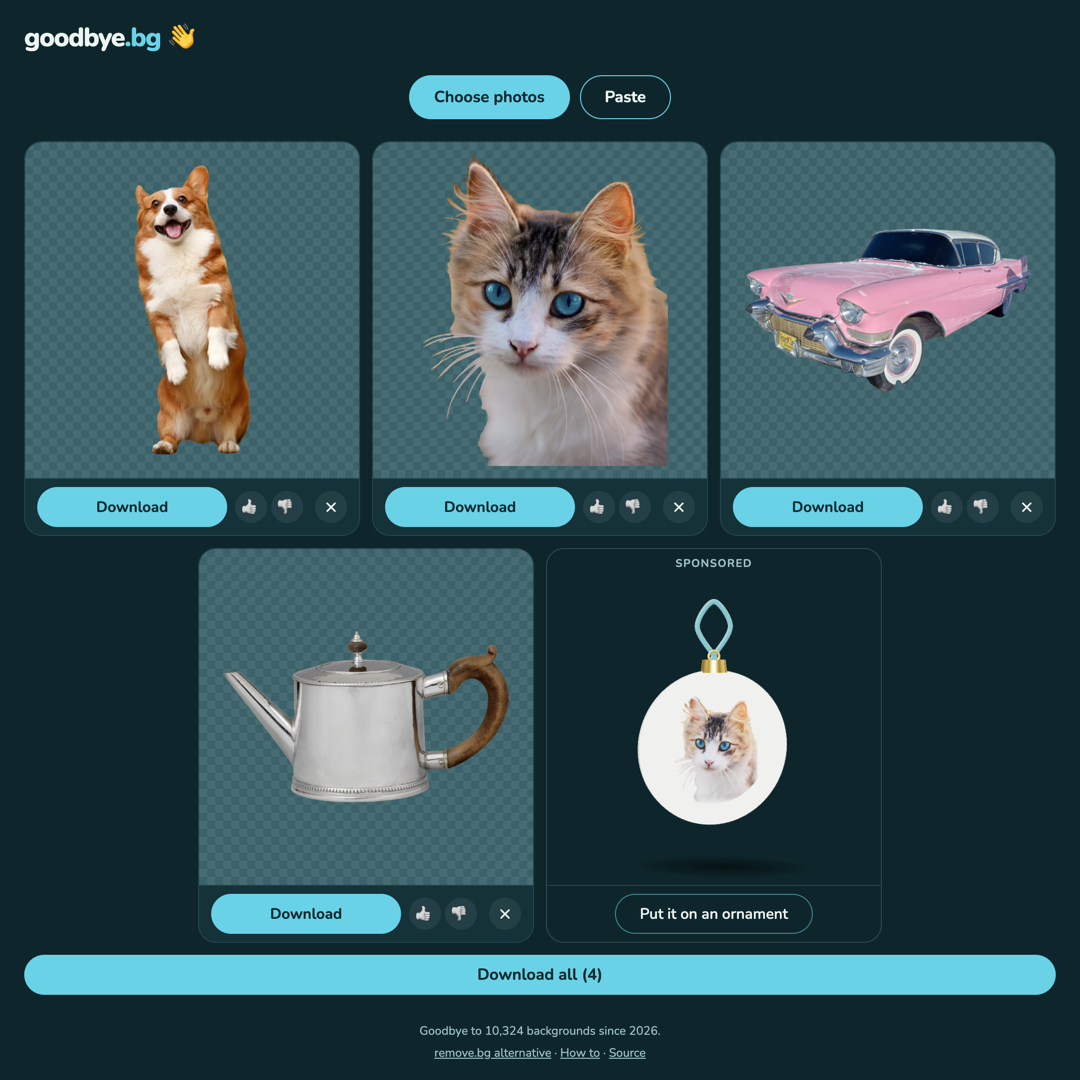 goodbye.bg 👋
Choose photos
Paste
Download
Download
Download
SPONSORED
Download
Put it on an ornament
Download all (4)
Goodbye to 10,324 backgrounds since 2026.
remove.bg alternative · How to · Source